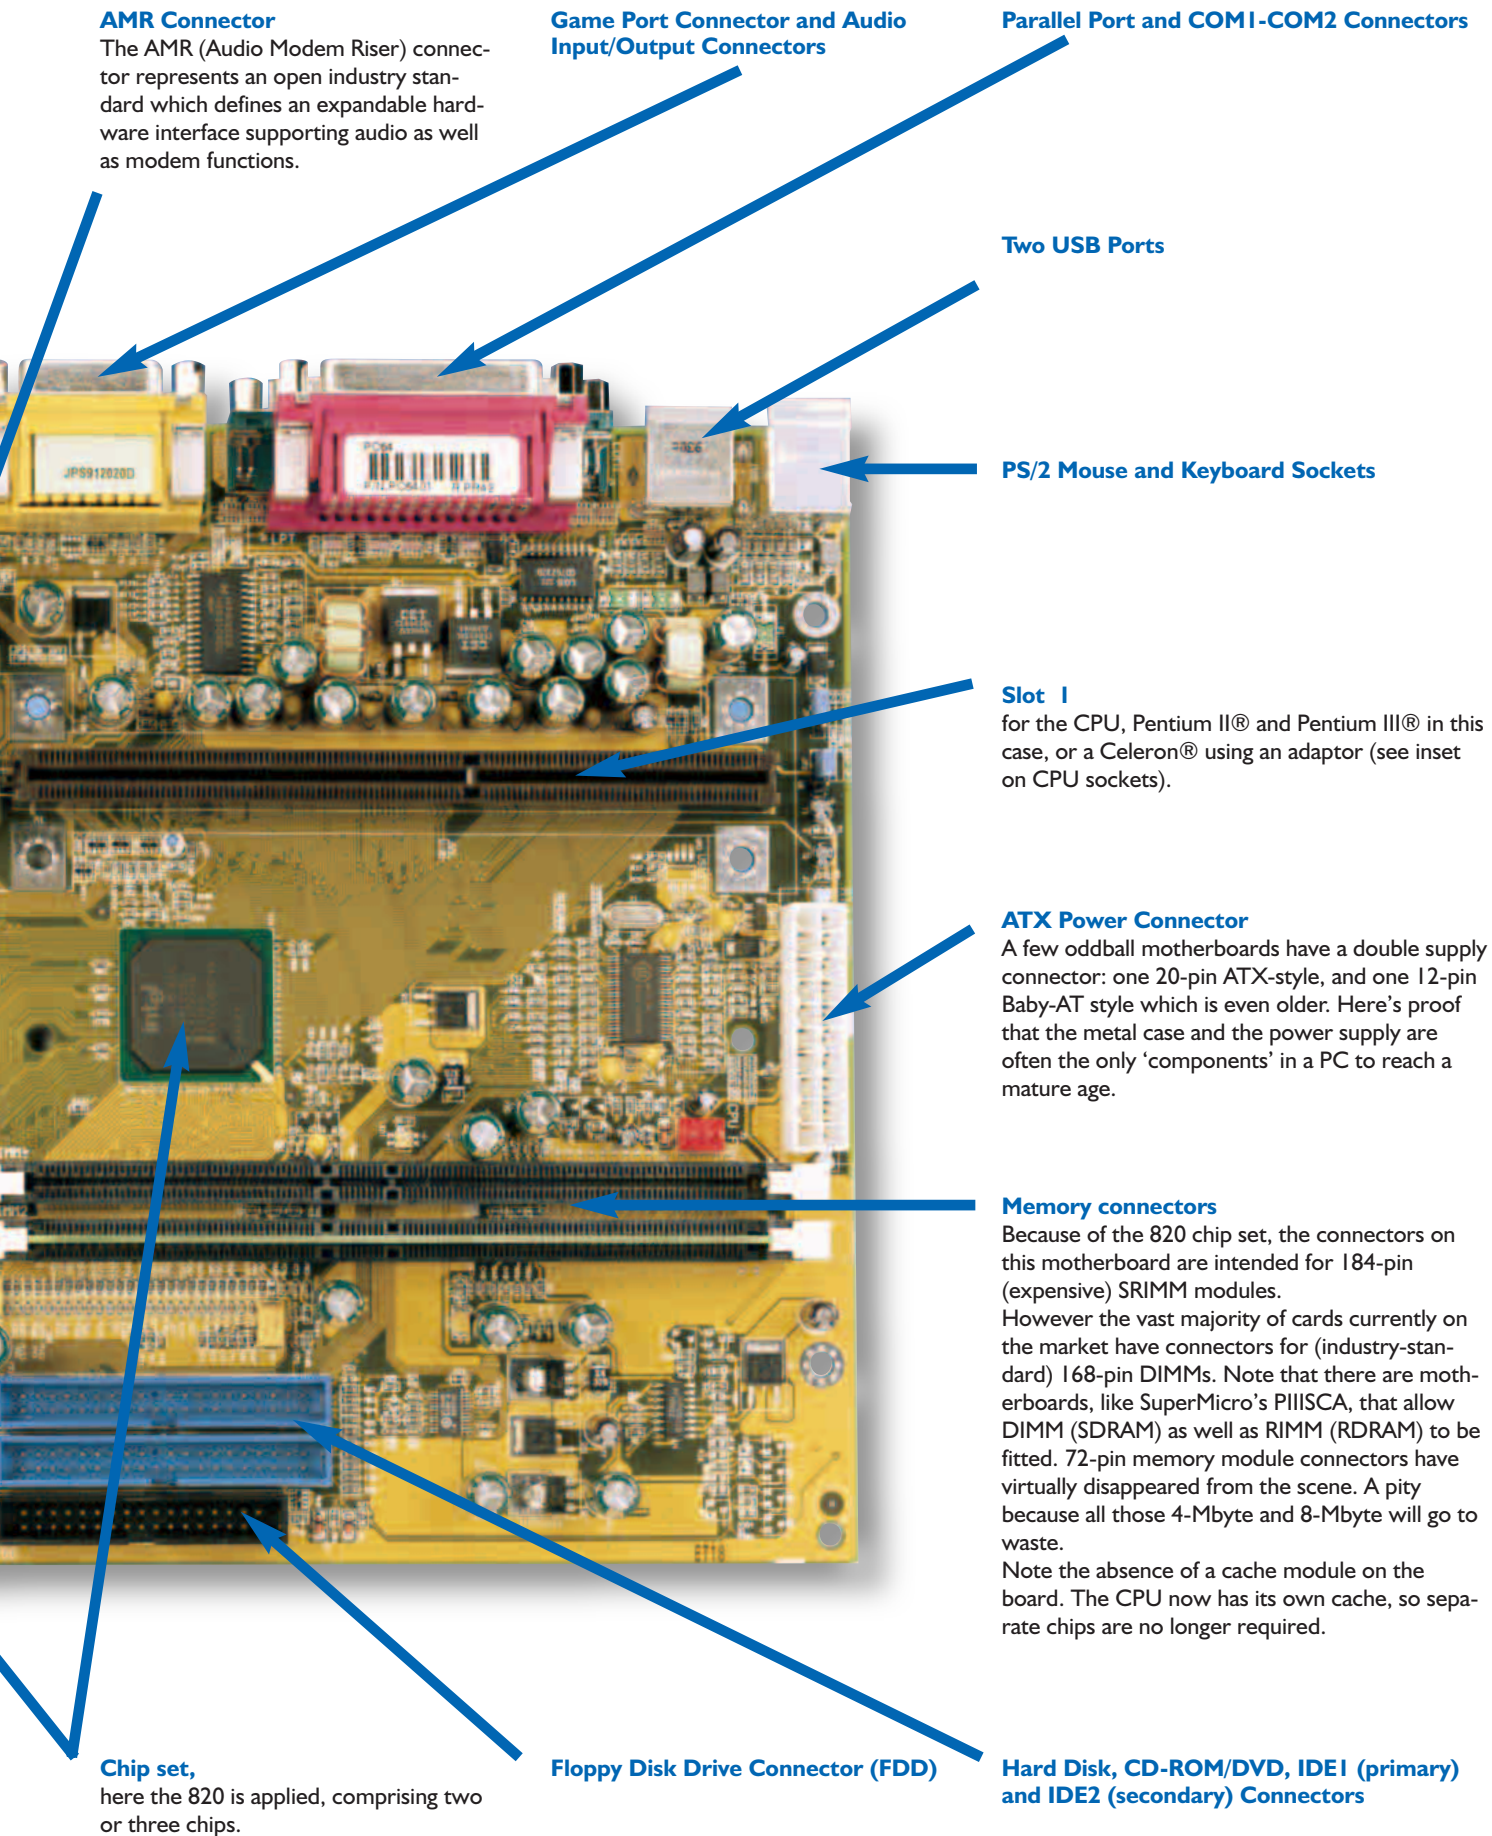 AMR Connector
The AMR (Audio Modem Riser) connec-
tor represents an open industry stan-
dard which defines an expandable hard-
ware interface supporting audio as well
as modem functions.
Game Port Connector and Audio
Input/Output Connectors
Parallel Port and COM1-COM2 Connectors
Two USB Ports
JPS912020D
PC64
LPT
PS/2 Mouse and Keyboard Sockets
Slot 1
for the CPU, Pentium II® and Pentium III® in this
case, or a Celeron® using an adaptor (see inset
on CPU sockets).
ATX Power Connector
A few oddball motherboards have a double supply
connector: one 20-pin ATX-style, and one 12-pin
Baby-AT style which is even older. Here's proof
that the metal case and the power supply are
often the only ‘components’ in a PC to reach a
mature age.
CPU
Memory connectors
Because of the 820 chip set, the connectors on
this motherboard are intended for 184-pin
(expensive) SRIMM modules.
However the vast majority of cards currently on
the market have connectors for (industry-stan-
dard) 168-pin DIMMs. Note that there are moth-
erboards, like SuperMicro's PIIISCA, that allow
DIMM (SDRAM) as well as RIMM (RDRAM) to be
fitted. 72-pin memory module connectors have
virtually disappeared from the scene. A pity
because all those 4-Mbyte and 8-Mbyte will go to
waste.
Note the absence of a cache module on the
board. The CPU now has its own cache, so sepa-
rate chips are no longer required.
ET18
Chip set,
here the 820 is applied, comprising two
or three chips.
Floppy Disk Drive Connector (FDD)
Hard Disk, CD-ROM/DVD, IDE1 (primary)
and IDE2 (secondary) Connectors